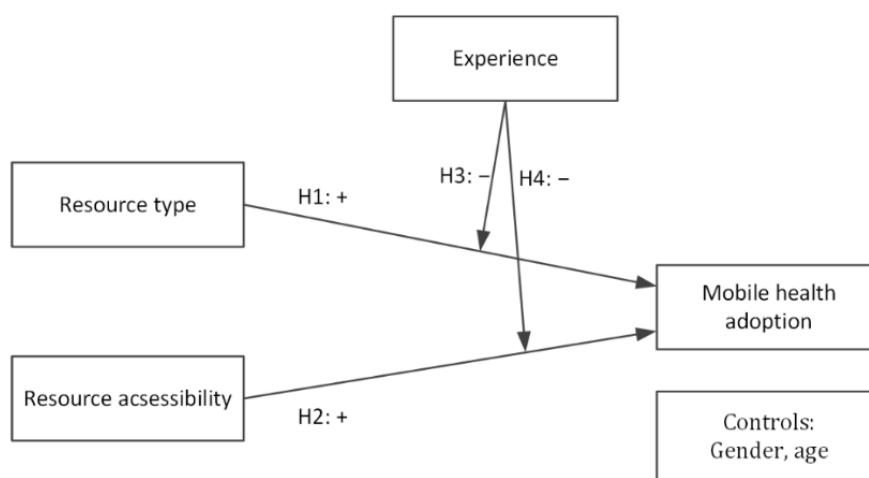 Experience
H3: −
H4: −
H1: +
Resource type
Mobile health
adoption
Resource acsessibility
H2: +
Controls:
Gender, age